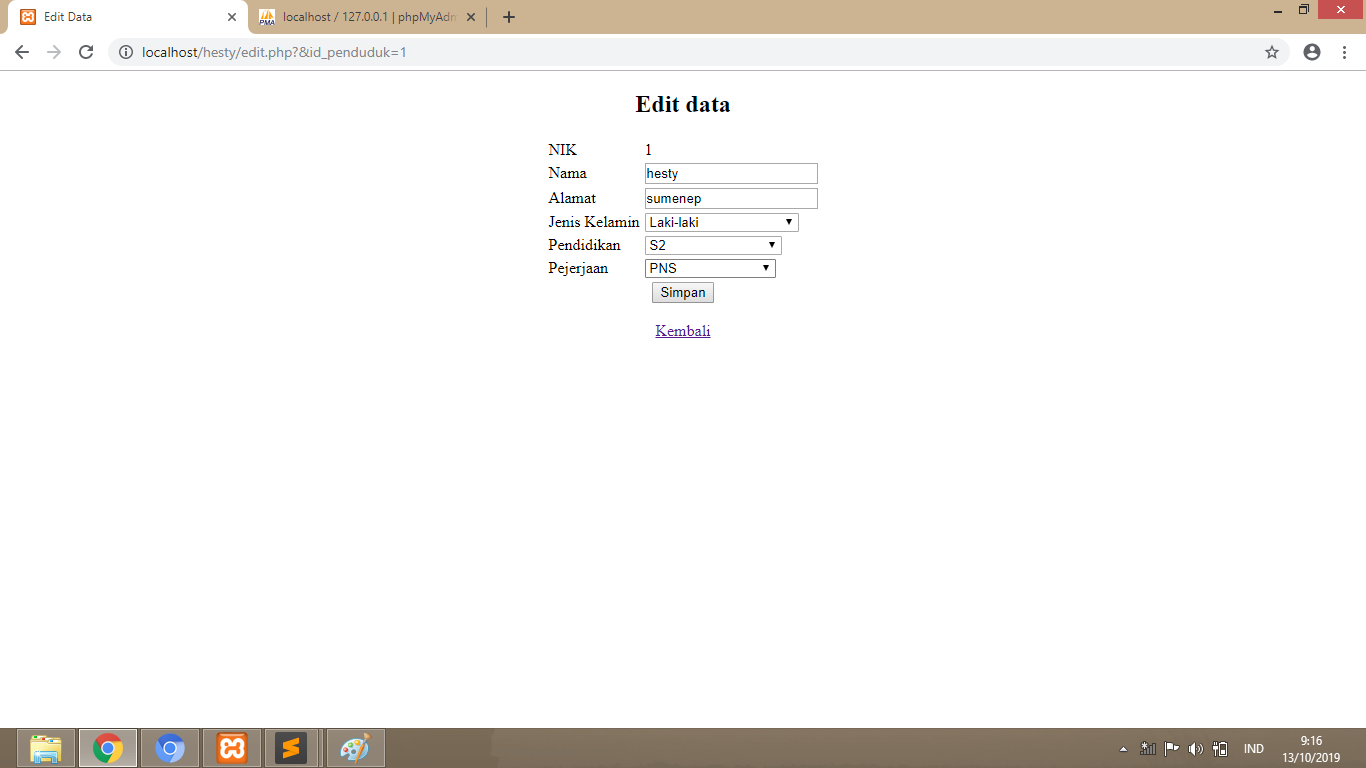 Edit Data
localhost / 127.0.0.1 | phpMyAdm
localhost/hesty/edit.php?&id_penduduk=1
Edit data
NIK 1
Nama hesty
Alamat sumenep
Jenis Kelamin Laki-laki
Pendidikan S2
Pejerjaan PNS
Simpan
Kembali
IND 9:16
13/10/2019